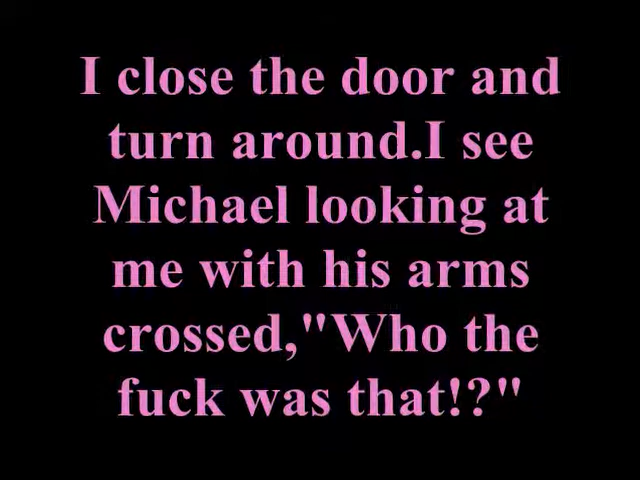 I close the door and
turn around.I see
Michael looking at
me with his arms
crossed,"Who the
fuck was that!?"